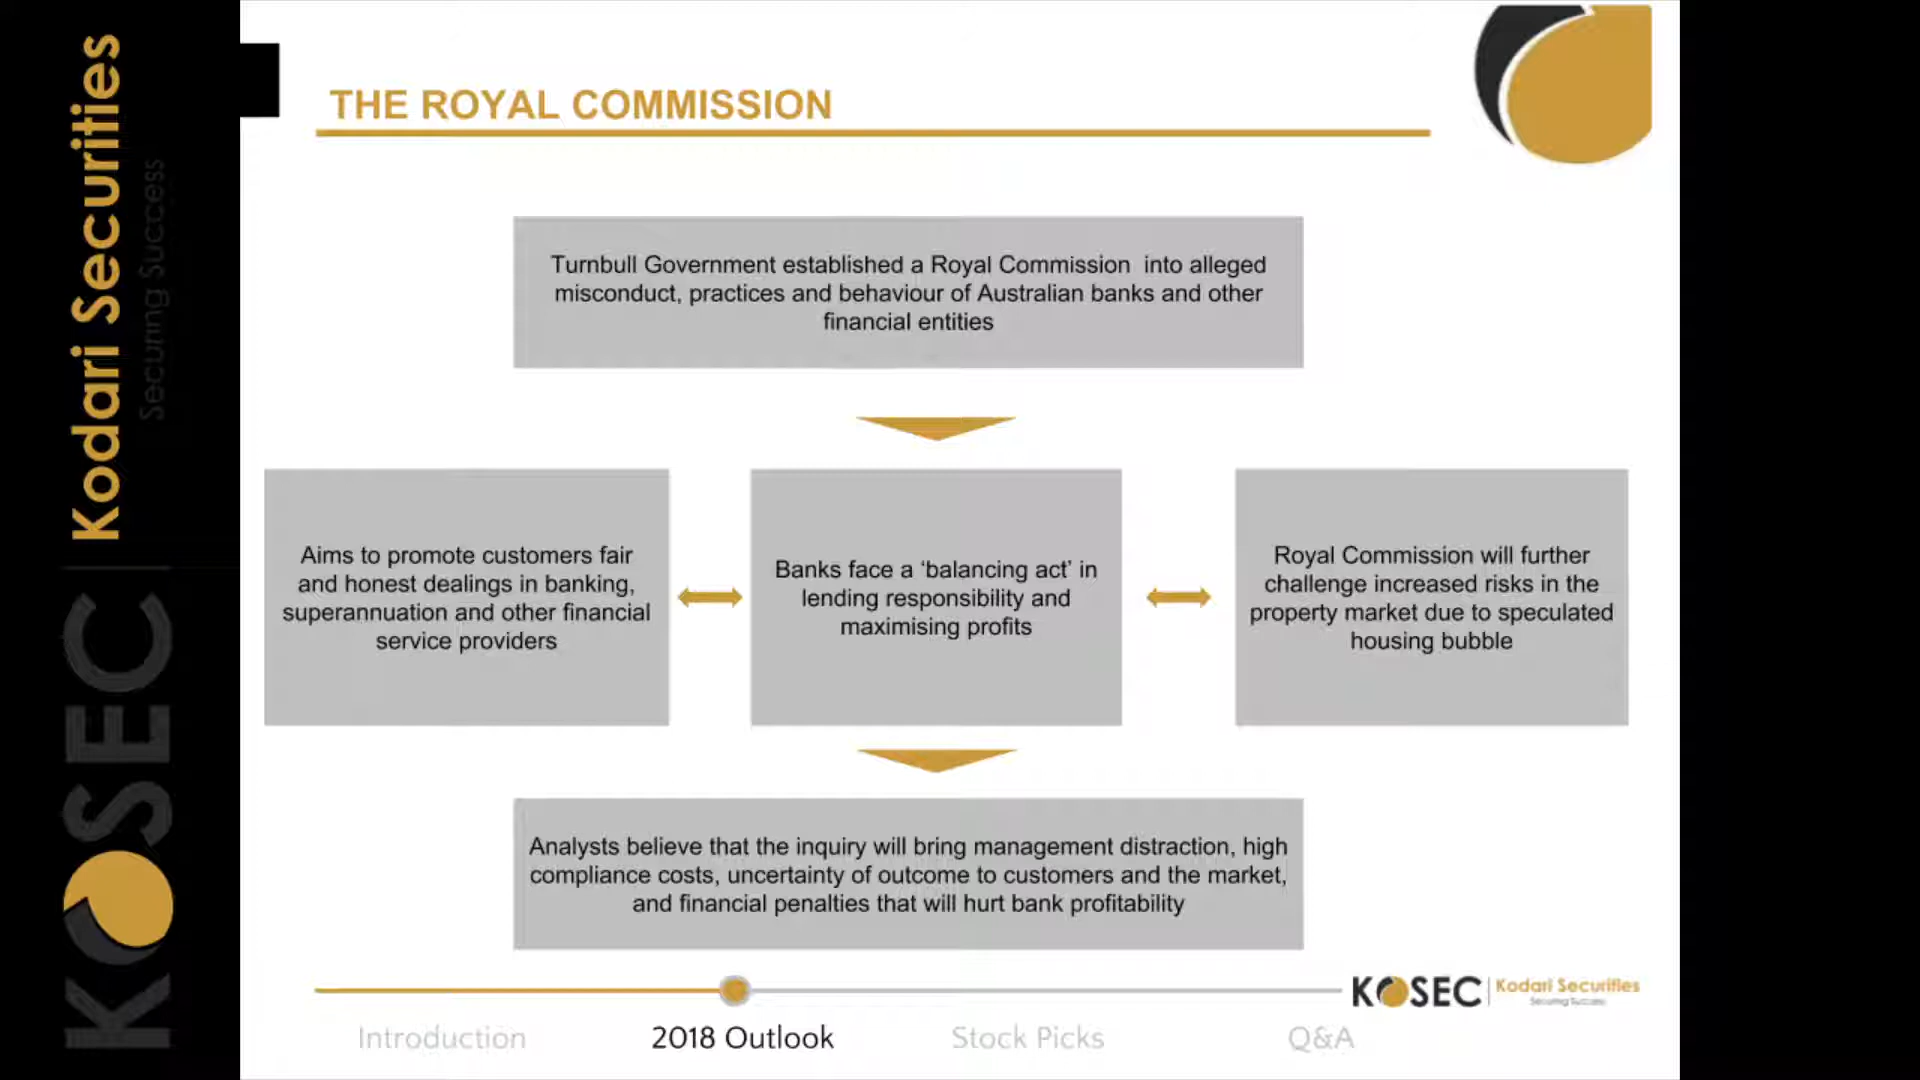 KOSEC
Kodari Securities
Securing Success
THE ROYAL COMMISSION
Turnbull Government established a Royal Commission into alleged
misconduct, practices and behaviour of Australian banks and other
financial entities
Aims to promote customers fair
and honest dealings in banking,
superannuation and other financial
service providers
Banks face a ‘balancing act’ in
lending responsibility and
maximising profits
Royal Commission will further
challenge increased risks in the
property market due to speculated
housing bubble
Analysts believe that the inquiry will bring management distraction, high
compliance costs, uncertainty of outcome to customers and the market,
and financial penalties that will hurt bank profitability
KOSEC
Kodari Securities
Securing Success
Introduction
2018 Outlook
Stock Picks
Q&A